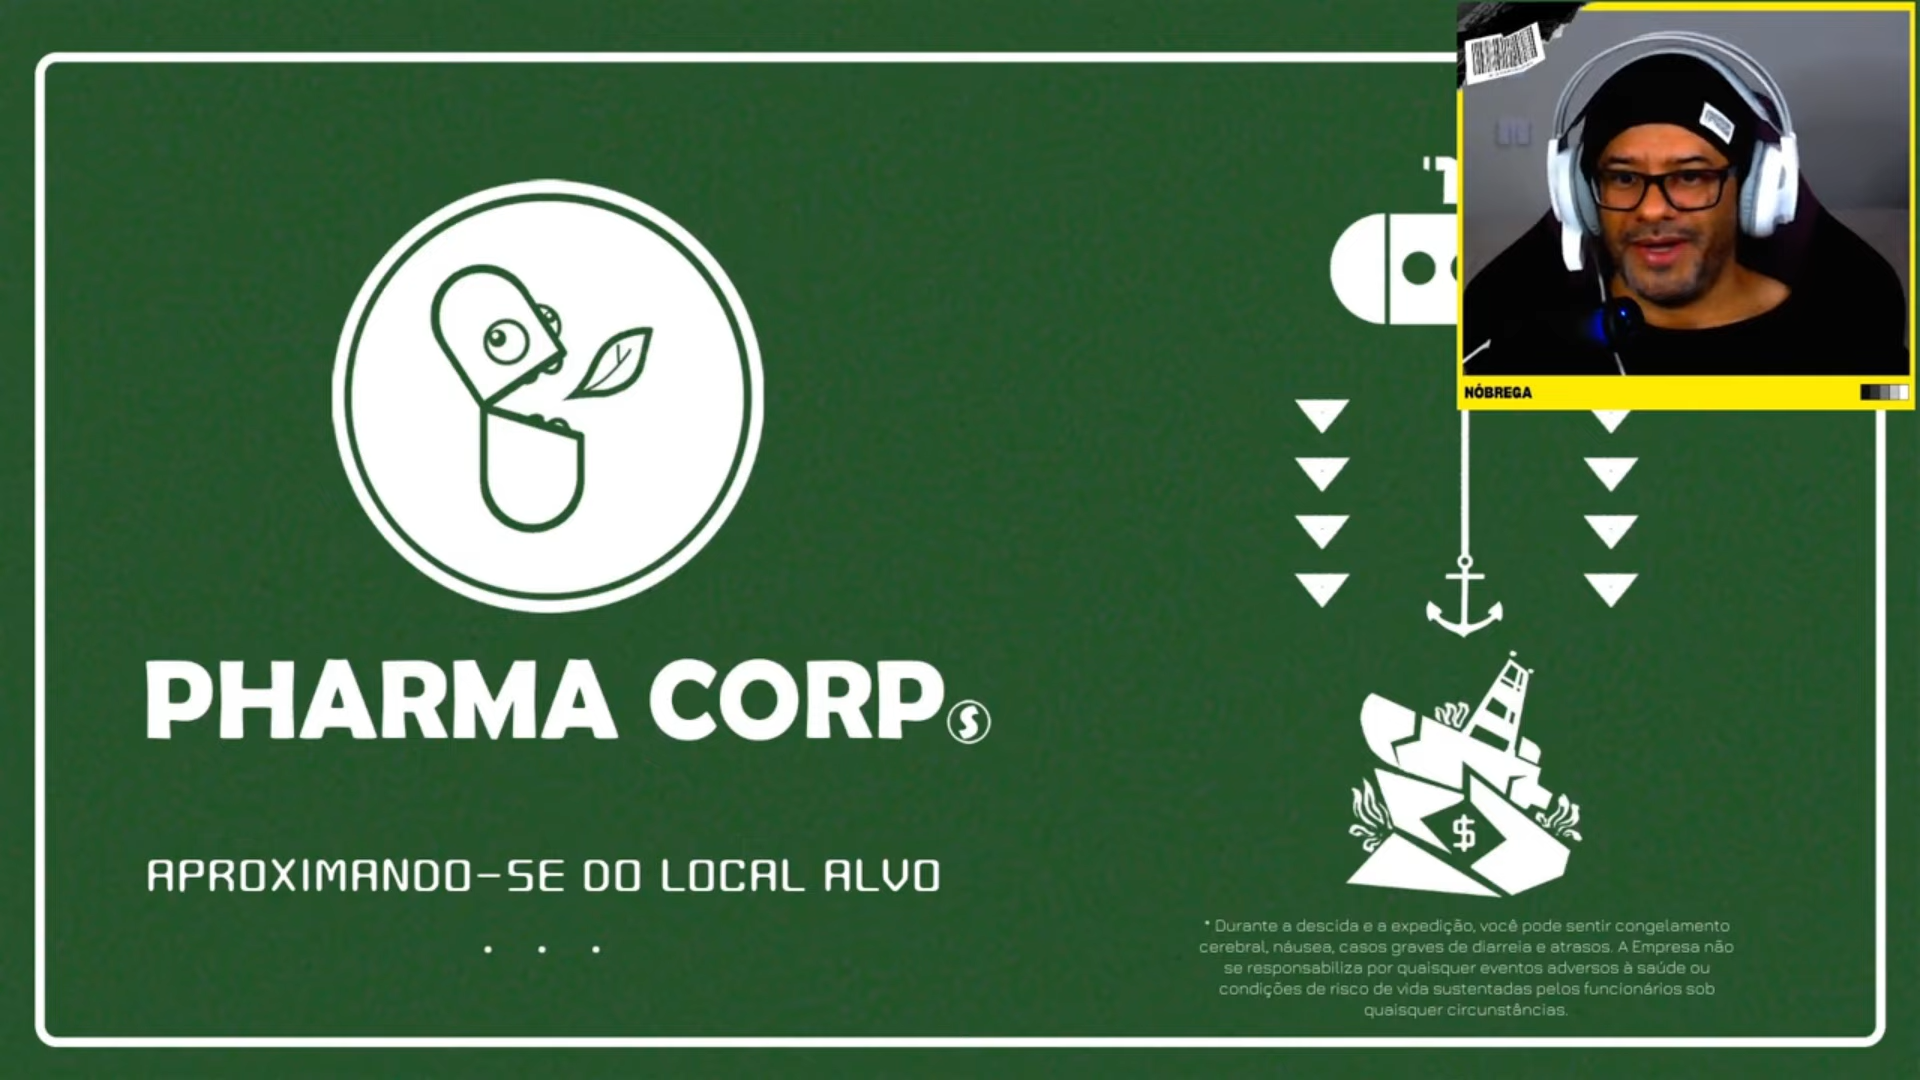 NÓBREGA
PHARMA CORP
S
APROXIMANDO-SE DO LOCAL ALVO
. . .
$
* Durante a descida e a expedição, você pode sentir congelamento
cerebral, náusea, casos graves de diarreia e atrasos. A Empresa não
se responsabiliza por quaisquer eventos adversos à saúde ou
condições de risco de vida sustentadas pelos funcionários sob
quaisquer circunstâncias.